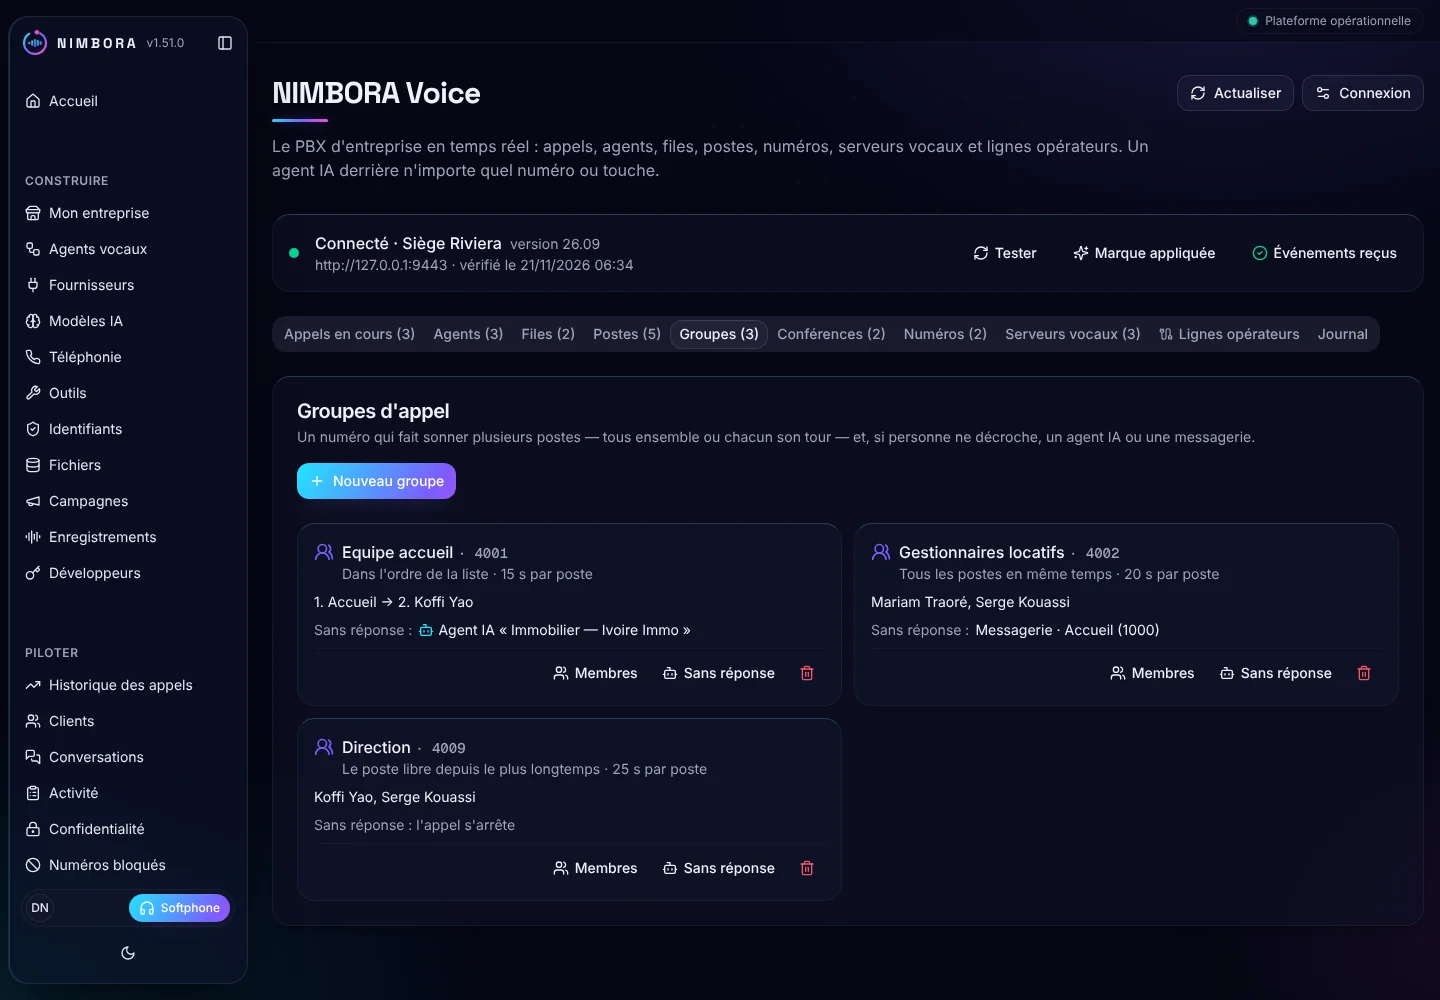 NIMBORA v1.51.0
Accueil
CONSTRUIRE
Mon entreprise
Agents vocaux
Fournisseurs
Modèles IA
Téléphonie
Outils
Identifiants
Fichiers
Campagnes
Enregistrements
Développeurs
PILOTER
Historique des appels
Clients
Conversations
Activité
Confidentialité
Numéros bloqués
DN
Softphone
Plateforme opérationnelle
NIMBORA Voice
Actualiser
Connexion
Le PBX d'entreprise en temps réel : appels, agents, files, postes, numéros, serveurs vocaux et lignes opérateurs. Un
agent IA derrière n'importe quel numéro ou touche.
Connecté · Siège Riviera version 26.09
http://127.0.0.1:9443 · vérifié le 21/11/2026 06:34
Tester
Marque appliquée
Événements reçus
Appels en cours (3) Agents (3) Files (2) Postes (5) Groupes (3) Conférences (2) Numéros (2) Serveurs vocaux (3) Lignes opérateurs Journal
Groupes d'appel
Un numéro qui fait sonner plusieurs postes — tous ensemble ou chacun son tour — et, si personne ne décroche, un agent IA ou une messagerie.
+ Nouveau groupe
Equipe accueil · 4001
Dans l'ordre de la liste · 15 s par poste
1. Accueil → 2. Koffi Yao
Sans réponse : Agent IA « Immobilier — Ivoire Immo »
Membres Sans réponse
Gestionnaires locatifs · 4002
Tous les postes en même temps · 20 s par poste
Mariam Traoré, Serge Kouassi
Sans réponse : Messagerie · Accueil (1000)
Membres Sans réponse
Direction · 4009
Le poste libre depuis le plus longtemps · 25 s par poste
Koffi Yao, Serge Kouassi
Sans réponse : l'appel s'arrête
Membres Sans réponse